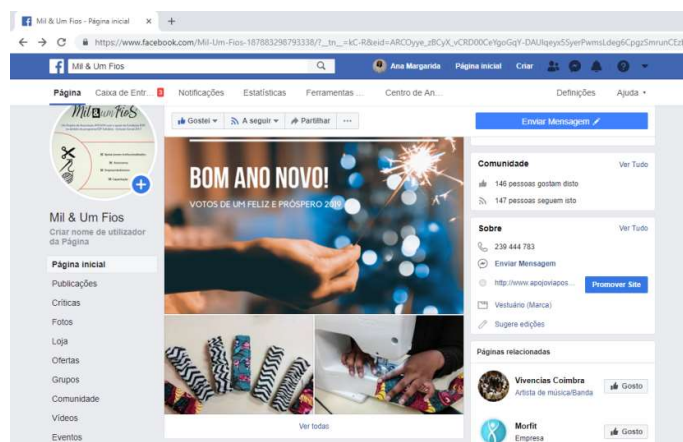 Mil & Um Fios - Página inicial
https://www.facebook.com/Mil-Um-Fios-187883298793338/
Mil & Um Fios
Ana Margarida Página inicial Criar
Página Caixa de Entr... Notificações Estatísticas Ferramentas ... Centro de An... Definições Ajuda
Mil & um FioS
Gostei A seguir Partilhar ...
Enviar Mensagem
BOM ANO NOVO!
VOTOS DE UM FELIZ E PRÓSPERO 2019
Mil & Um Fios
Criar nome de utilizador
da Página
Página inicial
Publicações
Críticas
Fotos
Loja
Ofertas
Grupos
Comunidade
Vídeos
Eventos
Ver todas
Comunidade Ver Tudo
146 pessoas gostam disto
147 pessoas seguem isto
Sobre Ver Tudo
239 444 783
Enviar Mensagem
http://www.apojoviapos... Promover Site
Vestuário (Marca)
Sugere edições
Páginas relacionadas
Vivencias Coimbra
Artista de música/Banda
Gosto
Morfit
Empresa
Gosto